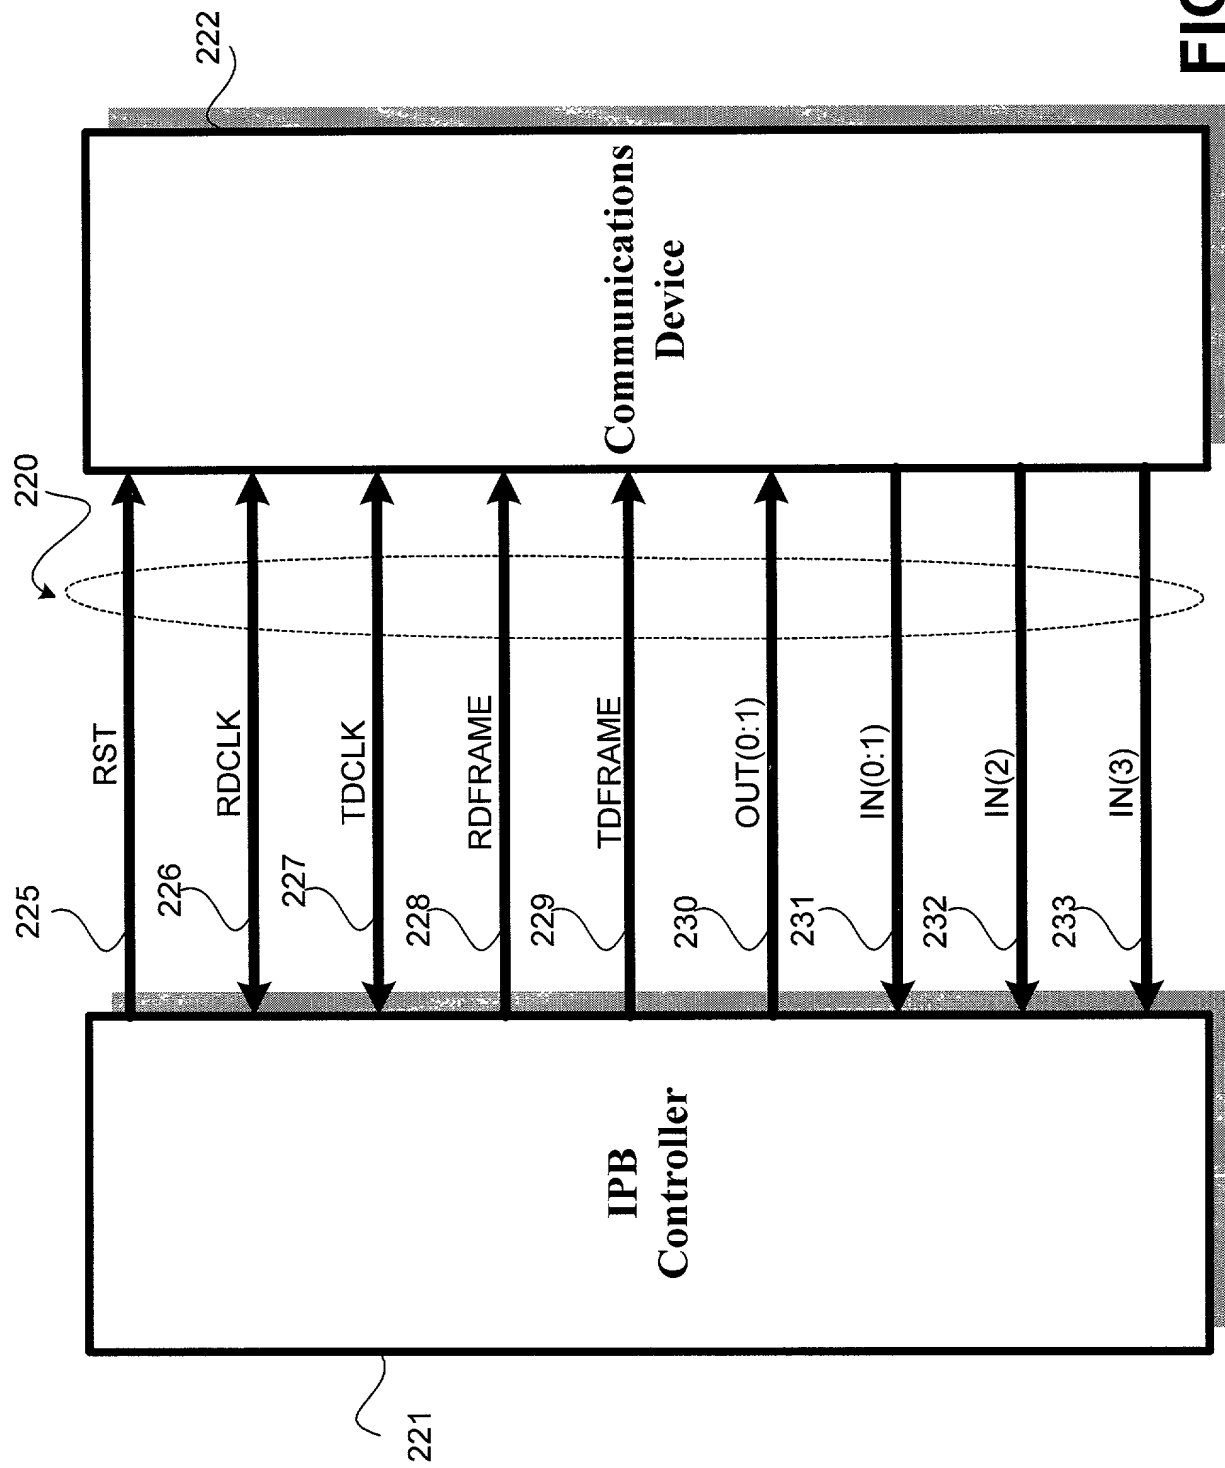 220
222
225
RST
226
RDCLK
227
TDCLK
228
RDFRAME
229
TDFRAME
230
OUT(0:1)
231
IN(0:1)
232
IN(2)
233
IN(3)
221
IPB
Controller
Communications
Device